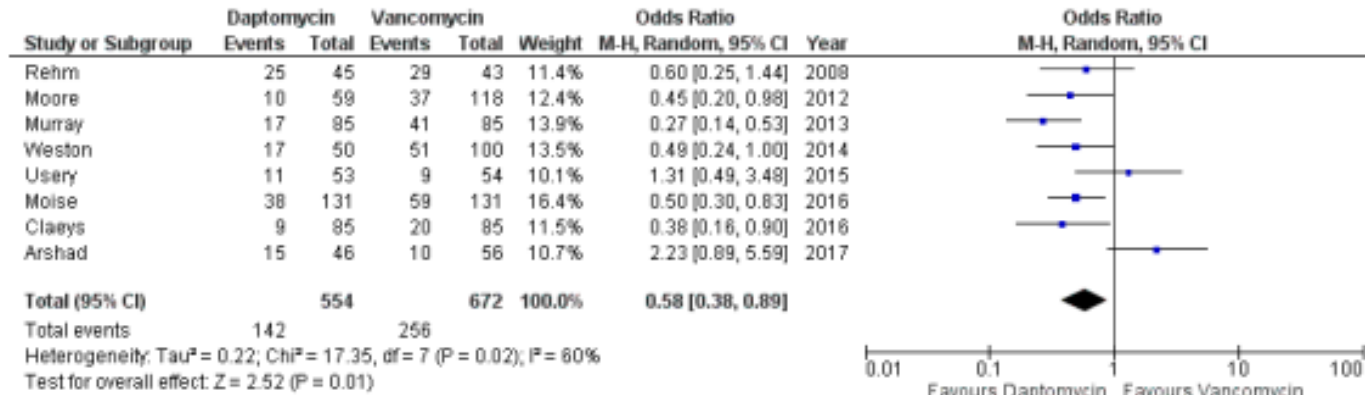 Daptomycin Vancomycin Odds Ratio Odds Ratio
Study or Subgroup Events Total Events Total Weight M-H, Random, 95% CI Year M-H, Random, 95% CI
Rehm 25 45 29 43 11.4% 0.60 [0.25, 1.44] 2008
Moore 10 59 37 118 12.4% 0.45 [0.20, 0.98] 2012
Murray 17 85 41 85 13.9% 0.27 [0.14, 0.53] 2013
Weston 17 50 51 100 13.5% 0.49 [0.24, 1.00] 2014
Usery 11 53 9 54 10.1% 1.31 [0.49, 3.48] 2015
Moise 38 131 59 131 16.4% 0.50 [0.30, 0.83] 2016
Claeys 9 85 20 85 11.5% 0.38 [0.16, 0.90] 2016
Arshad 15 46 10 56 10.7% 2.23 [0.89, 5.59] 2017
Total (95% CI) 554 672 100.0% 0.58 [0.38, 0.89]
Total events 142 256
Heterogeneity: Tau² = 0.22; Chi² = 17.35, df = 7 (P = 0.02); I² = 60%
Test for overall effect: Z = 2.52 (P = 0.01)
0.01 0.1 1 10 100
Favours Daptomycin Favours Vancomycin